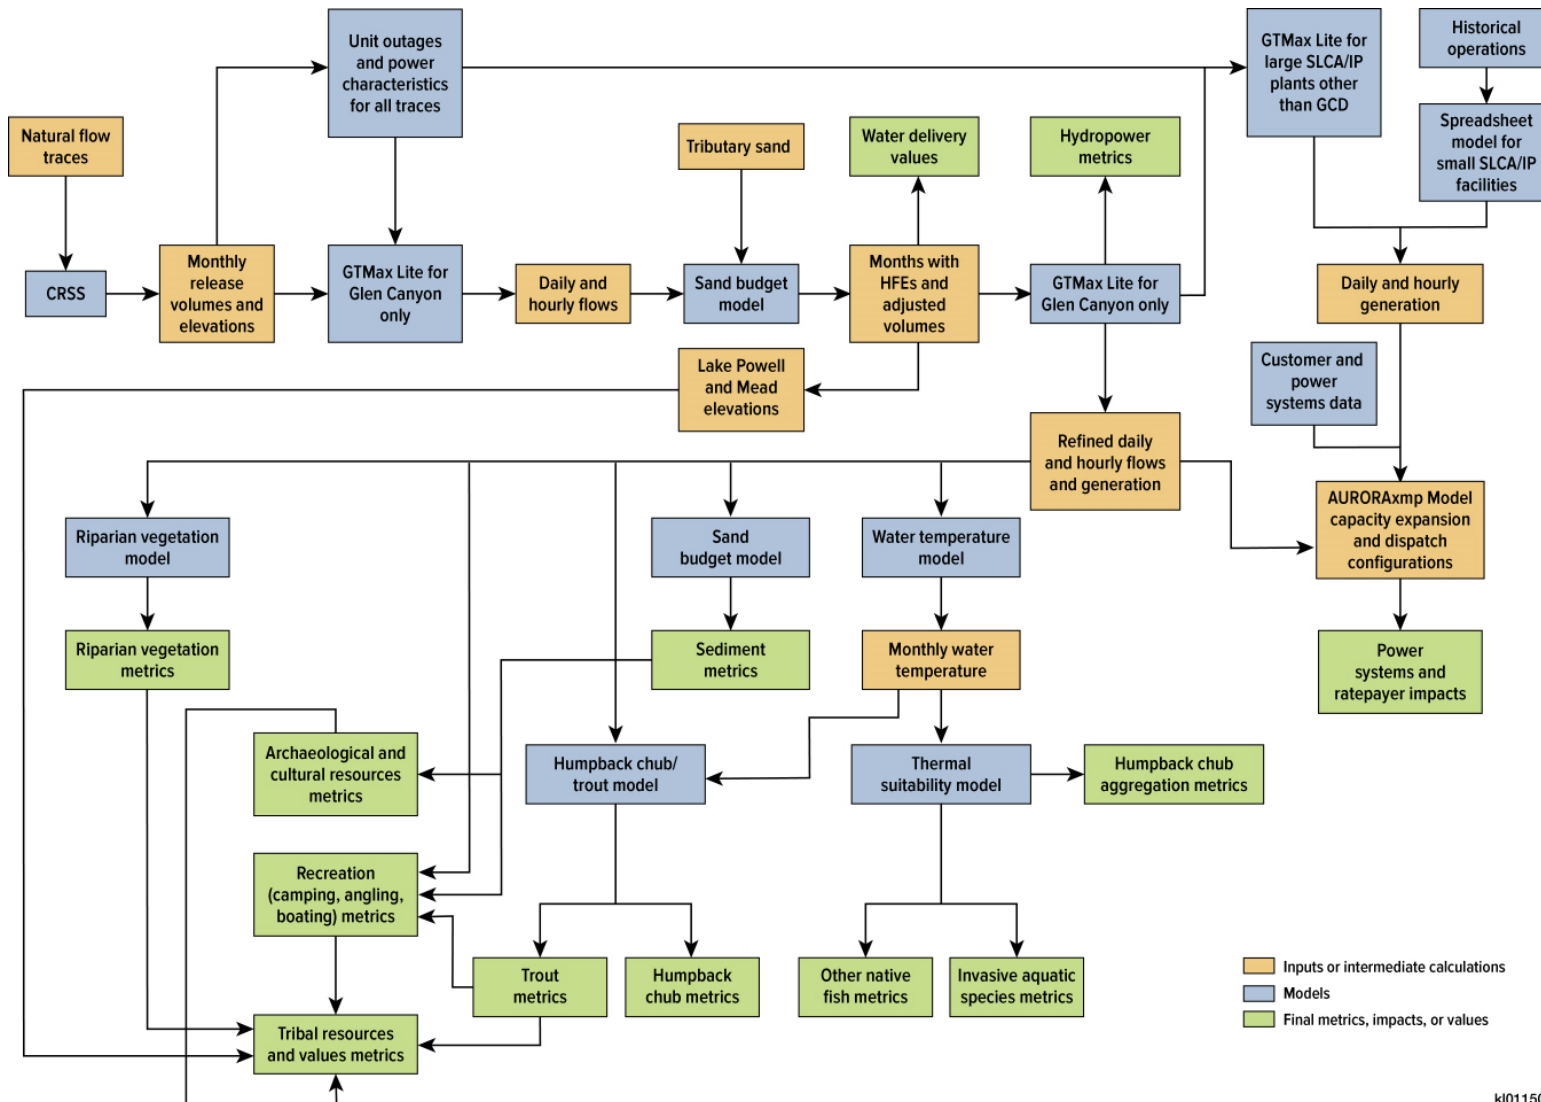 Unit outages
and power
characteristics
for all traces
GTMax Lite for
large SLCA/IP
plants other
than GCD
Historical
operations
Natural flow
traces
Tributary sand
Water delivery
values
Hydropower
metrics
Spreadsheet
model for
small SLCA/IP
facilities
CRSS
Monthly
release
volumes and
elevations
GTMax Lite for
Glen Canyon
only
Daily and
hourly flows
Sand budget
model
Months with
HFEs and
adjusted
volumes
GTMax Lite for
Glen Canyon only
Daily and hourly
generation
Lake Powell
and Mead
elevations
Customer and
power
systems data
Refined daily
and hourly flows
and generation
AURORAxmp Model
capacity expansion
and dispatch
configurations
Riparian vegetation
model
Sand
budget model
Water temperature
model
Riparian vegetation
metrics
Sediment
metrics
Monthly water
temperature
Power
systems and
ratepayer impacts
Archaeological and
cultural resources
metrics
Humpback chub/
trout model
Thermal
suitability model
Humpback chub
aggregation metrics
Recreation
(camping, angling,
boating) metrics
Trout
metrics
Humpback
chub metrics
Other native
fish metrics
Invasive aquatic
species metrics
Tribal resources
and values metrics
Inputs or intermediate calculations
Models
Final metrics, impacts, or values
kl01150